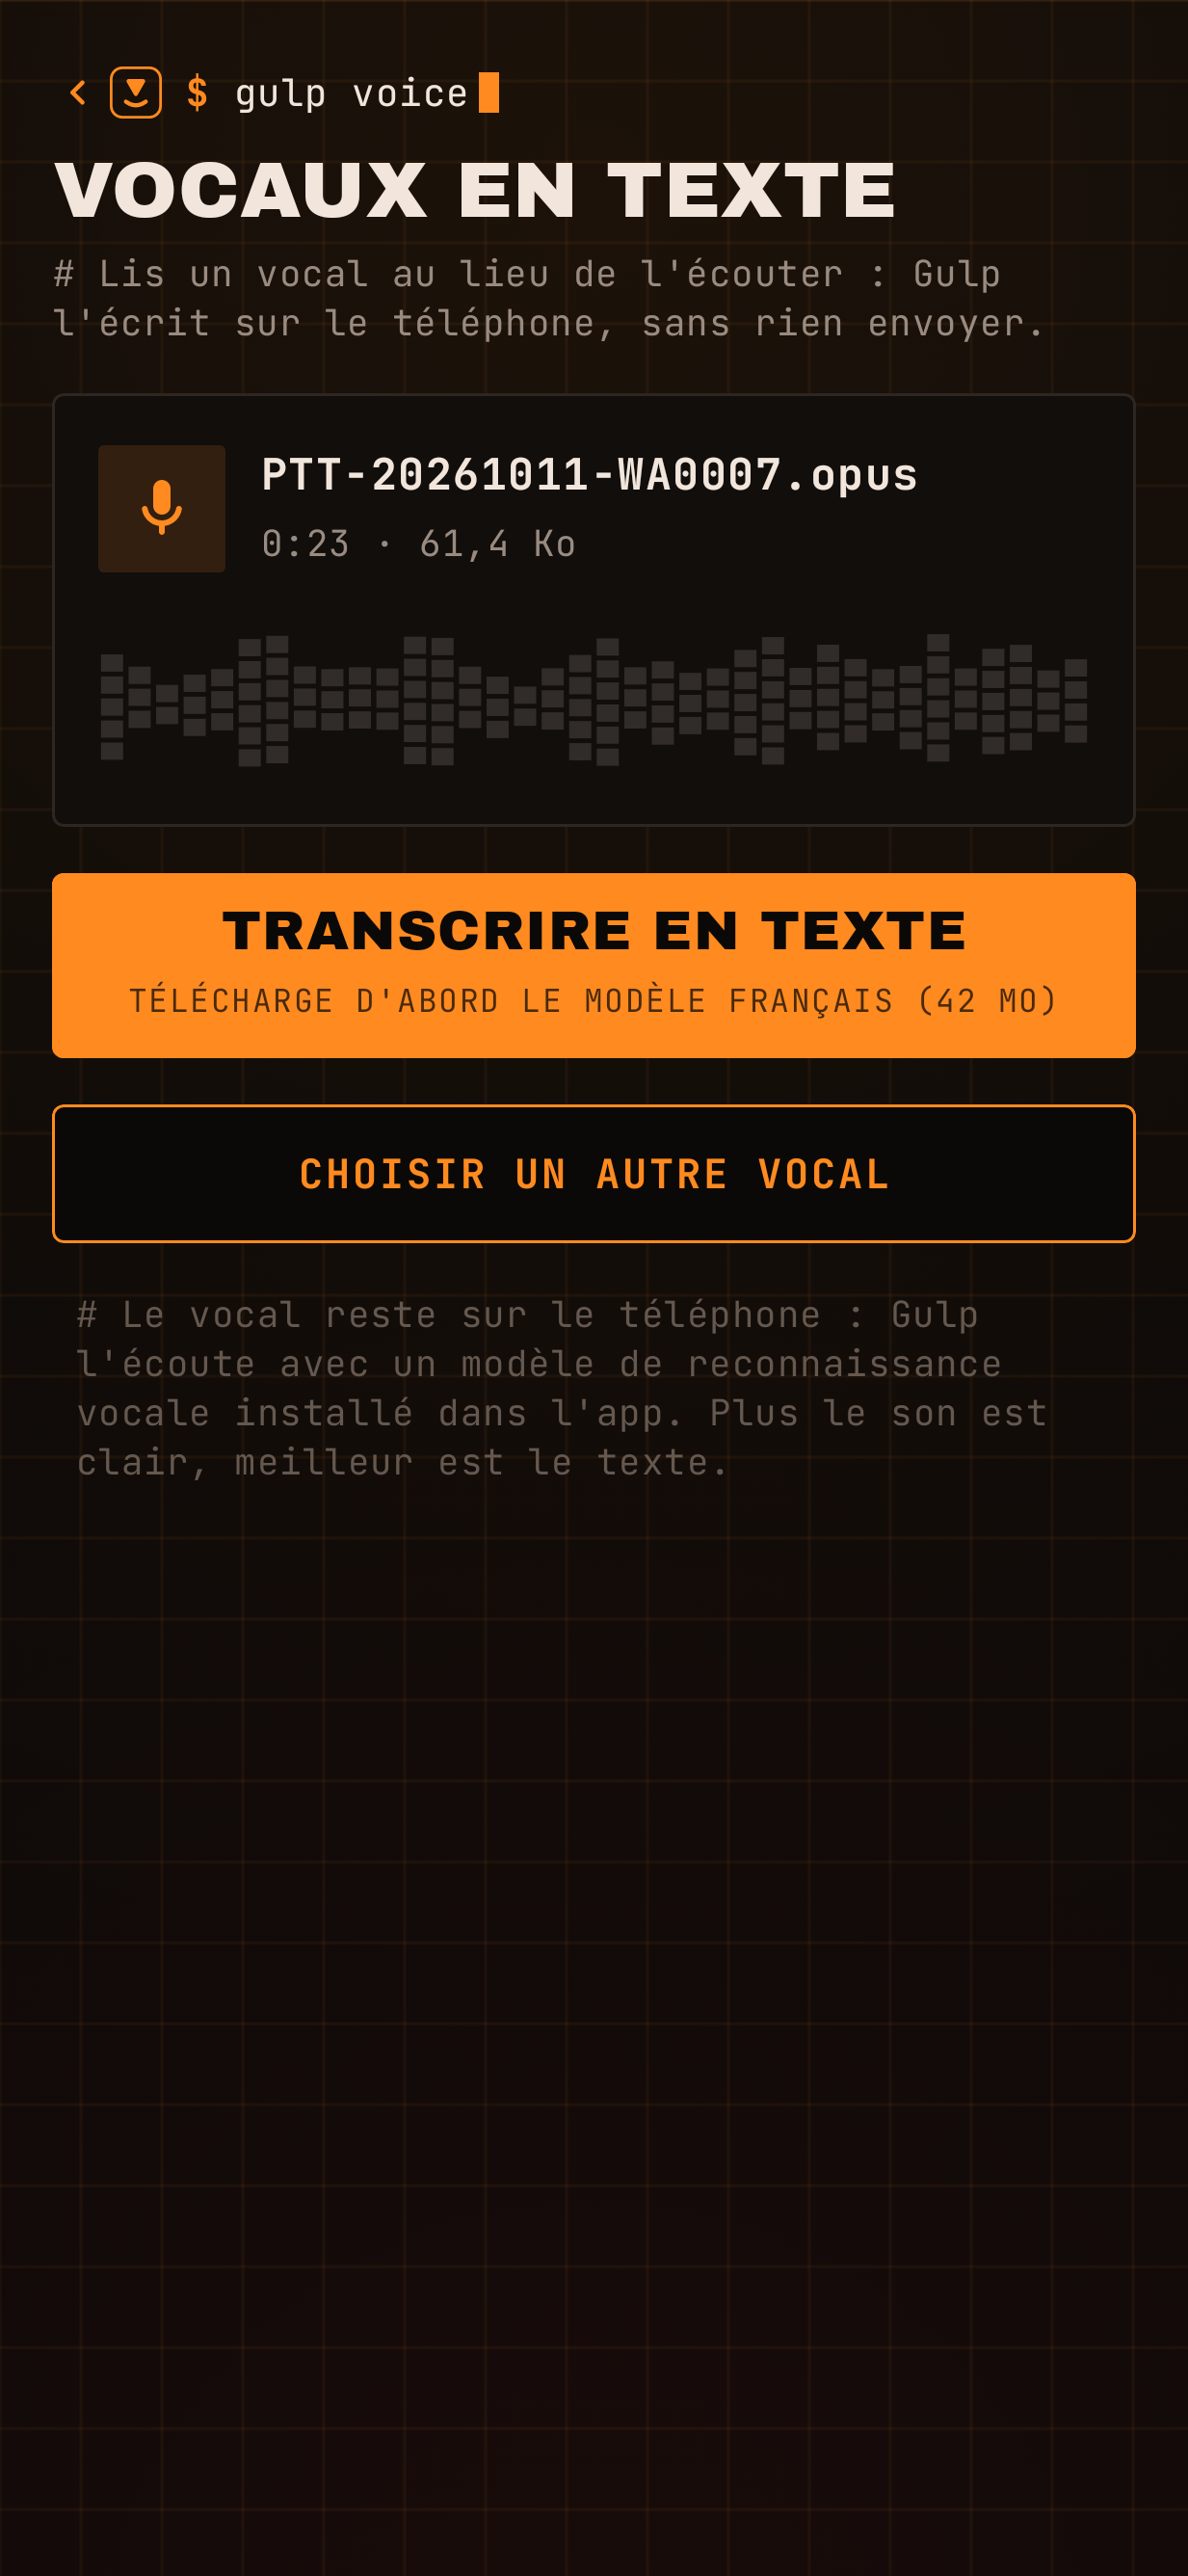 $ gulp voice
VOCAUX EN TEXTE
# Lis un vocal au lieu de l'écouter : Gulp
l'écrit sur le téléphone, sans rien envoyer.
PTT-20261011-WA0007.opus
0:23 · 61,4 Ko
TRANSCRIRE EN TEXTE
TÉLÉCHARGE D'ABORD LE MODÈLE FRANÇAIS (42 MO)
CHOISIR UN AUTRE VOCAL
# Le vocal reste sur le téléphone : Gulp
l'écoute avec un modèle de reconnaissance
vocale installé dans l'app. Plus le son est
clair, meilleur est le texte.